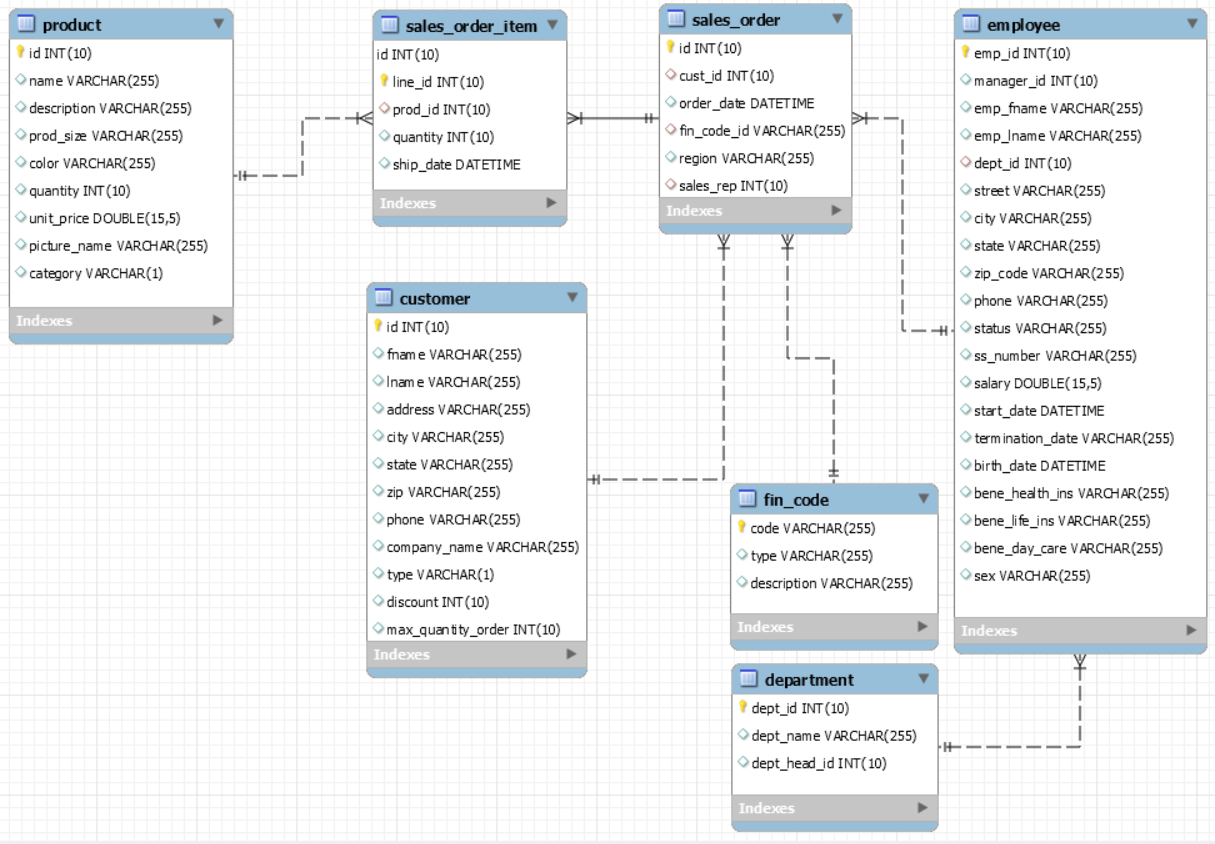 product
id INT(10)
name VARCHAR(255)
description VARCHAR(255)
prod_size VARCHAR(255)
color VARCHAR(255)
quantity INT(10)
unit_price DOUBLE(15,5)
picture_name VARCHAR(255)
category VARCHAR(1)
Indexes
sales_order_item
id INT(10)
line_id INT(10)
prod_id INT(10)
quantity INT(10)
ship_date DATETIME
Indexes
sales_order
id INT(10)
cust_id INT(10)
order_date DATETIME
fin_code_id VARCHAR(255)
region VARCHAR(255)
sales_rep INT(10)
Indexes
employee
emp_id INT(10)
manager_id INT(10)
emp_fname VARCHAR(255)
emp_lname VARCHAR(255)
dept_id INT(10)
street VARCHAR(255)
city VARCHAR(255)
state VARCHAR(255)
zip_code VARCHAR(255)
phone VARCHAR(255)
status VARCHAR(255)
ss_number VARCHAR(255)
salary DOUBLE(15,5)
start_date DATETIME
termination_date VARCHAR(255)
birth_date DATETIME
bene_health_ins VARCHAR(255)
bene_life_ins VARCHAR(255)
bene_day_care VARCHAR(255)
sex VARCHAR(255)
Indexes
customer
id INT(10)
fname VARCHAR(255)
lname VARCHAR(255)
address VARCHAR(255)
city VARCHAR(255)
state VARCHAR(255)
zip VARCHAR(255)
phone VARCHAR(255)
company_name VARCHAR(255)
type VARCHAR(1)
discount INT(10)
max_quantity_order INT(10)
Indexes
fin_code
code VARCHAR(255)
type VARCHAR(255)
description VARCHAR(255)
Indexes
department
dept_id INT(10)
dept_name VARCHAR(255)
dept_head_id INT(10)
Indexes